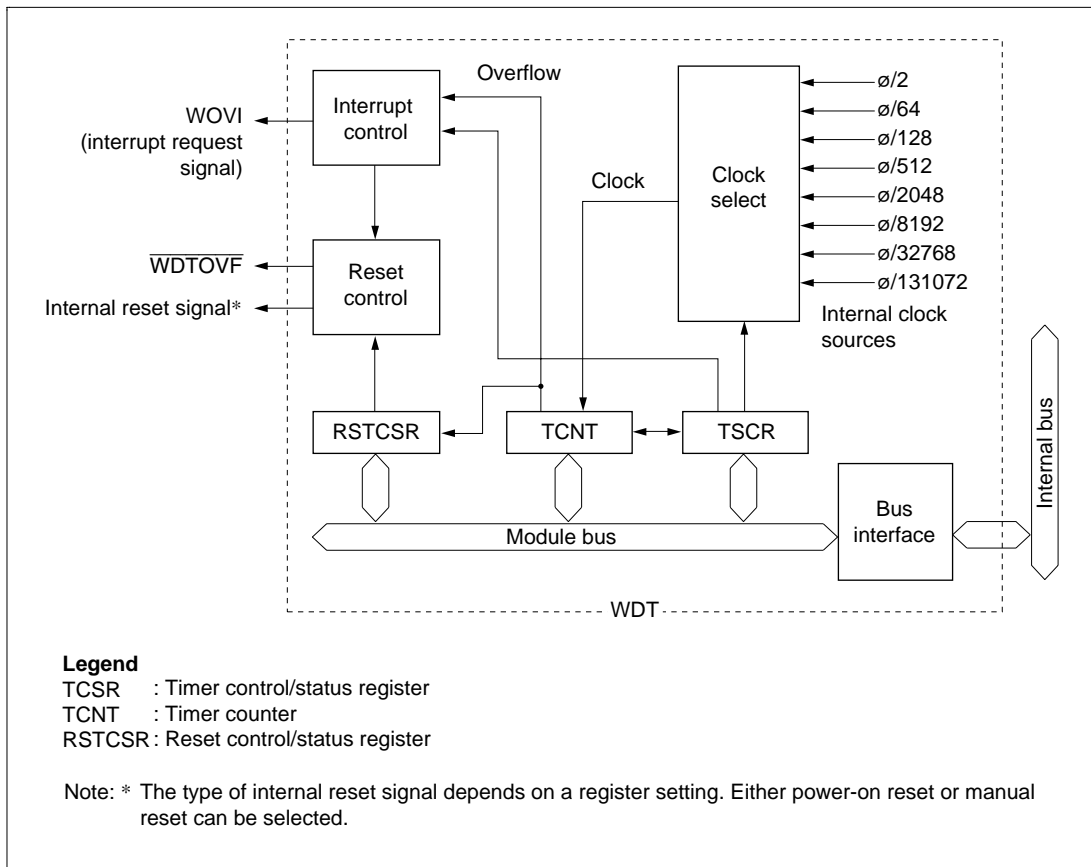 Overflow
WOVI
(interrupt request
signal)
Interrupt
control
Clock
Clock
select
ø/2
ø/64
ø/128
ø/512
ø/2048
ø/8192
ø/32768
ø/131072
Internal clock
sources
WDTOVF
Internal reset signal*
Reset
control
RSTCSR
TCNT
TSCR
Internal bus
Module bus
Bus
interface
WDT
Legend
TCSR : Timer control/status register
TCNT : Timer counter
RSTCSR : Reset control/status register
Note: * The type of internal reset signal depends on a register setting. Either power-on reset or manual
reset can be selected.